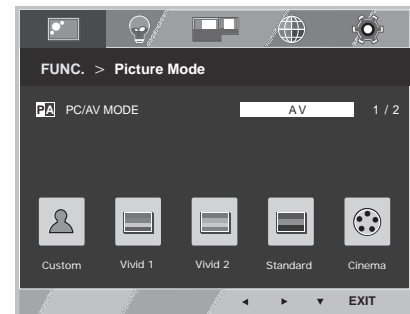 FUNC. > Picture Mode
PA PC/AV MODE AV 1 / 2
Custom Vivid 1 Vivid 2 Standard Cinema
◄ ► ▼ EXIT